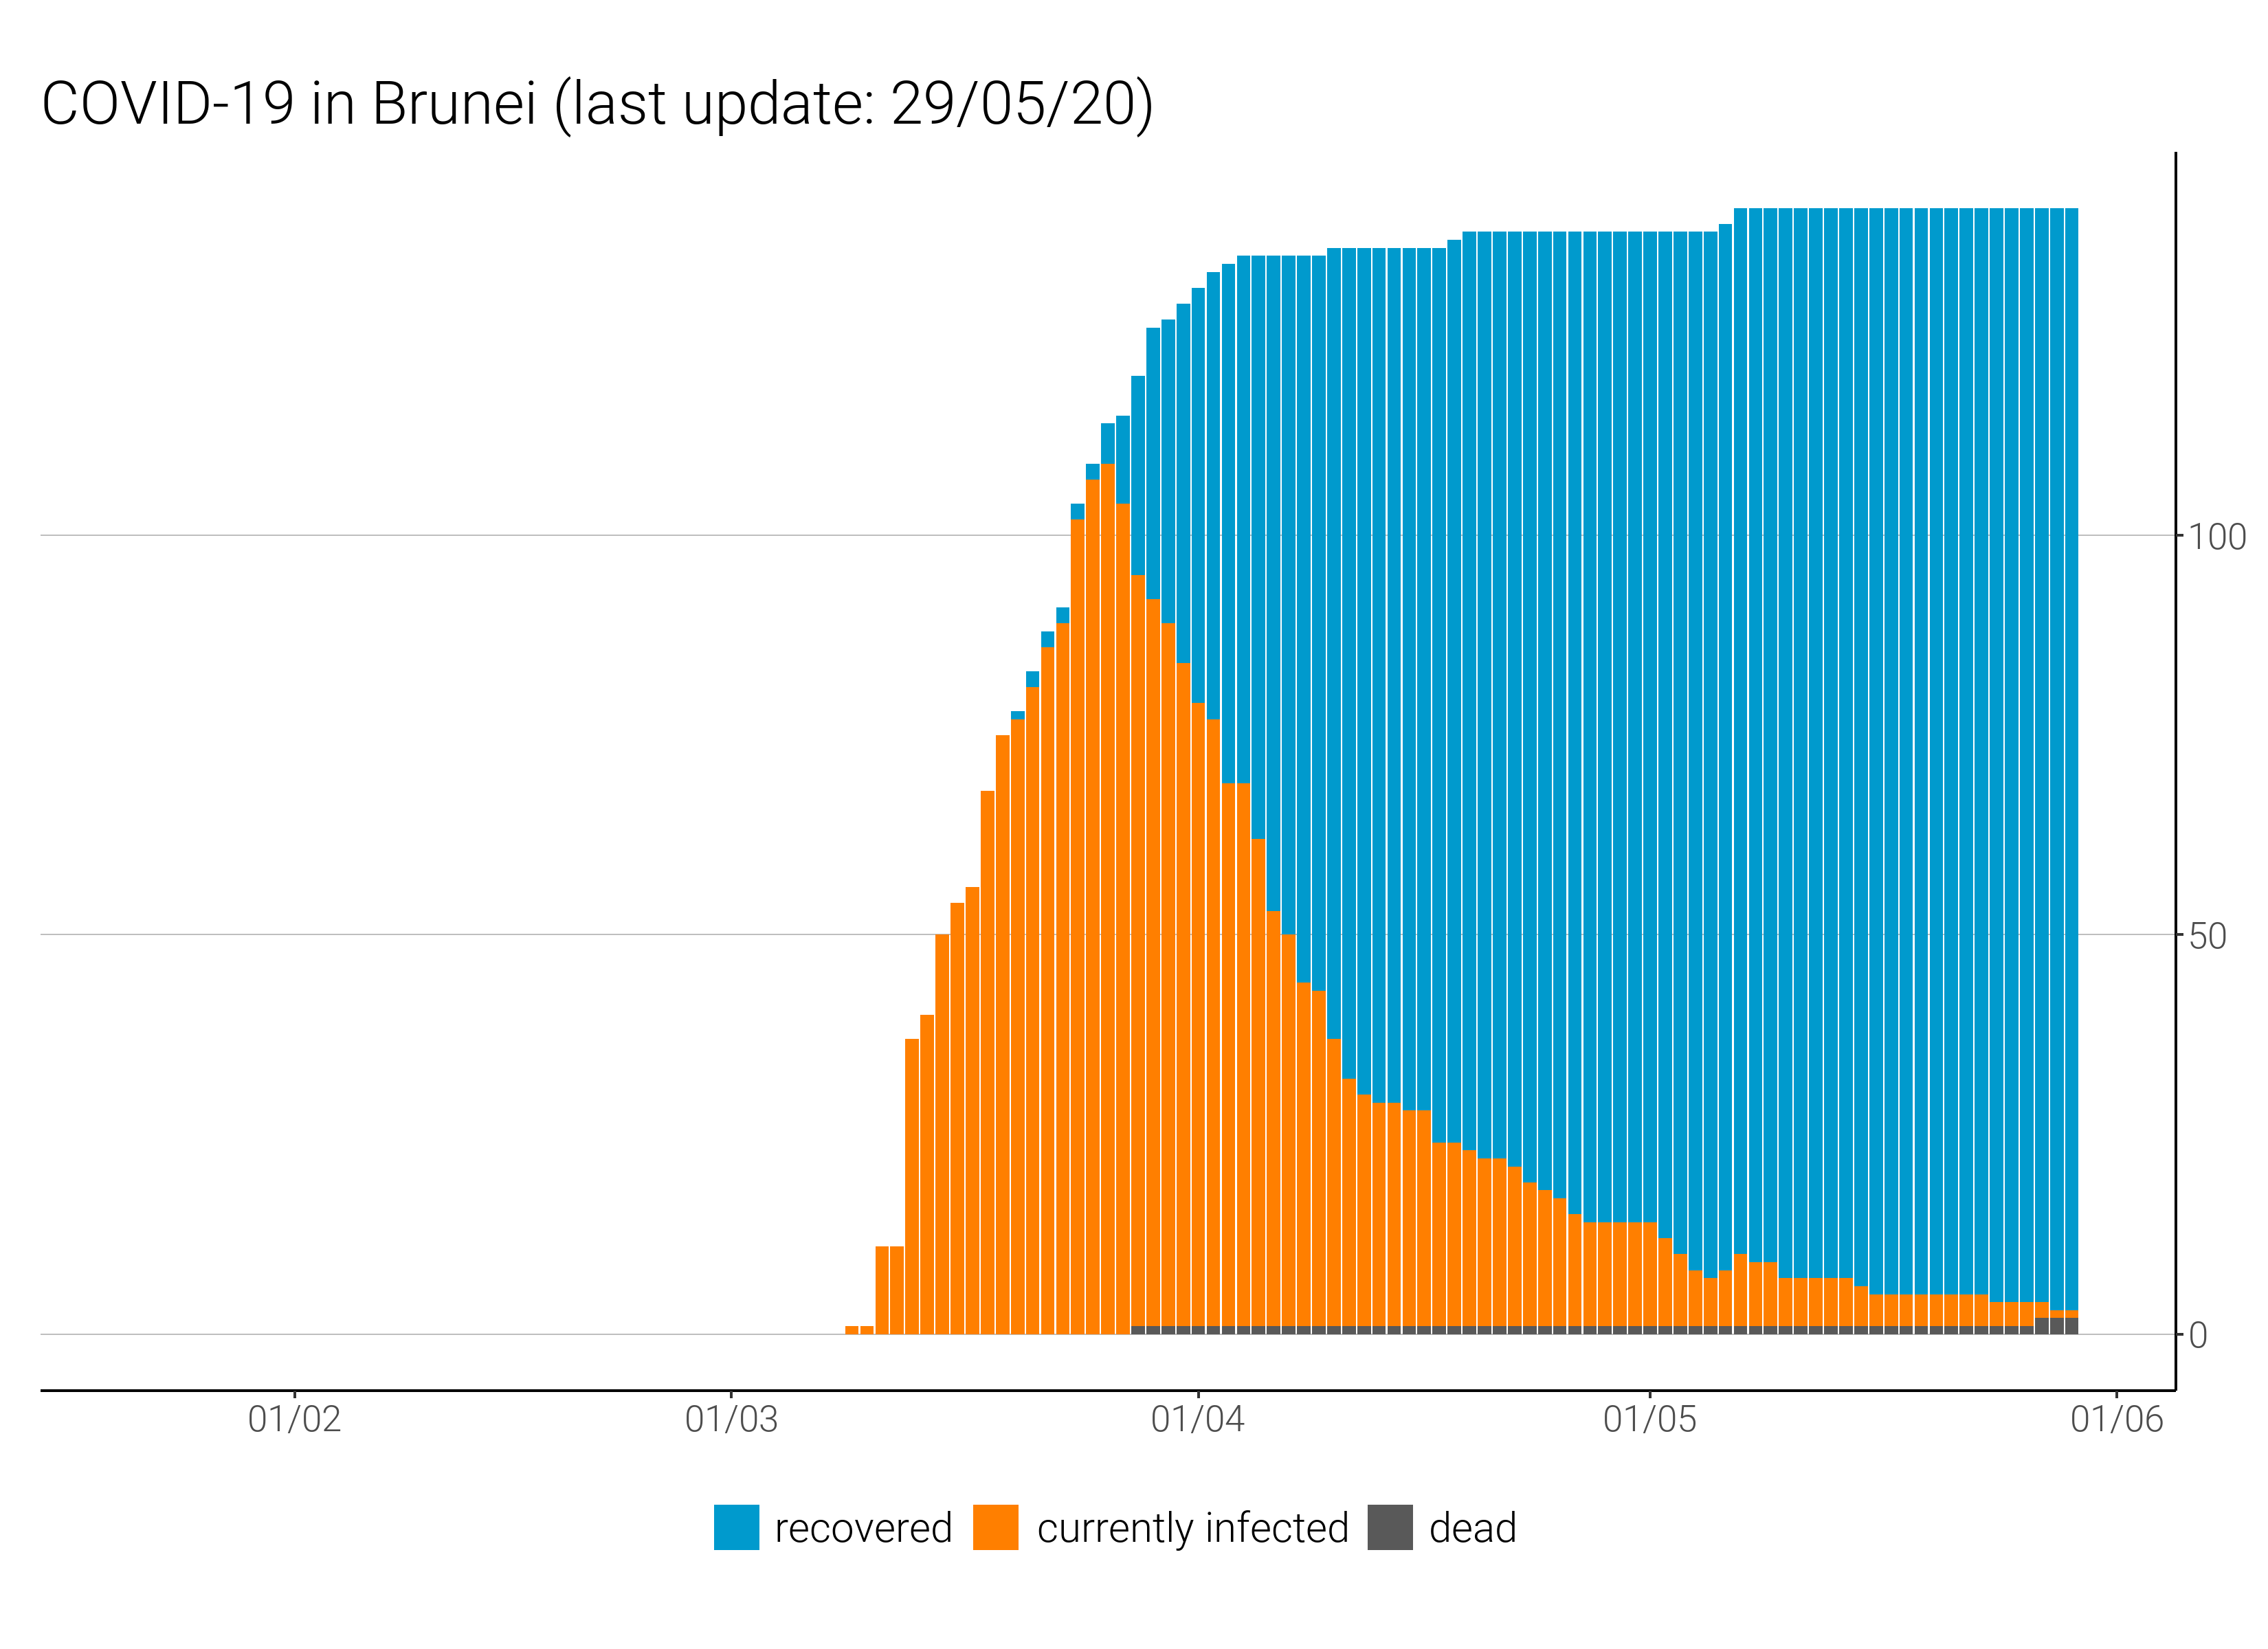 COVID-19 in Brunei (last update: 29/05/20)
100
50
0
01/02 01/03 01/04 01/05 01/06
recovered currently infected dead